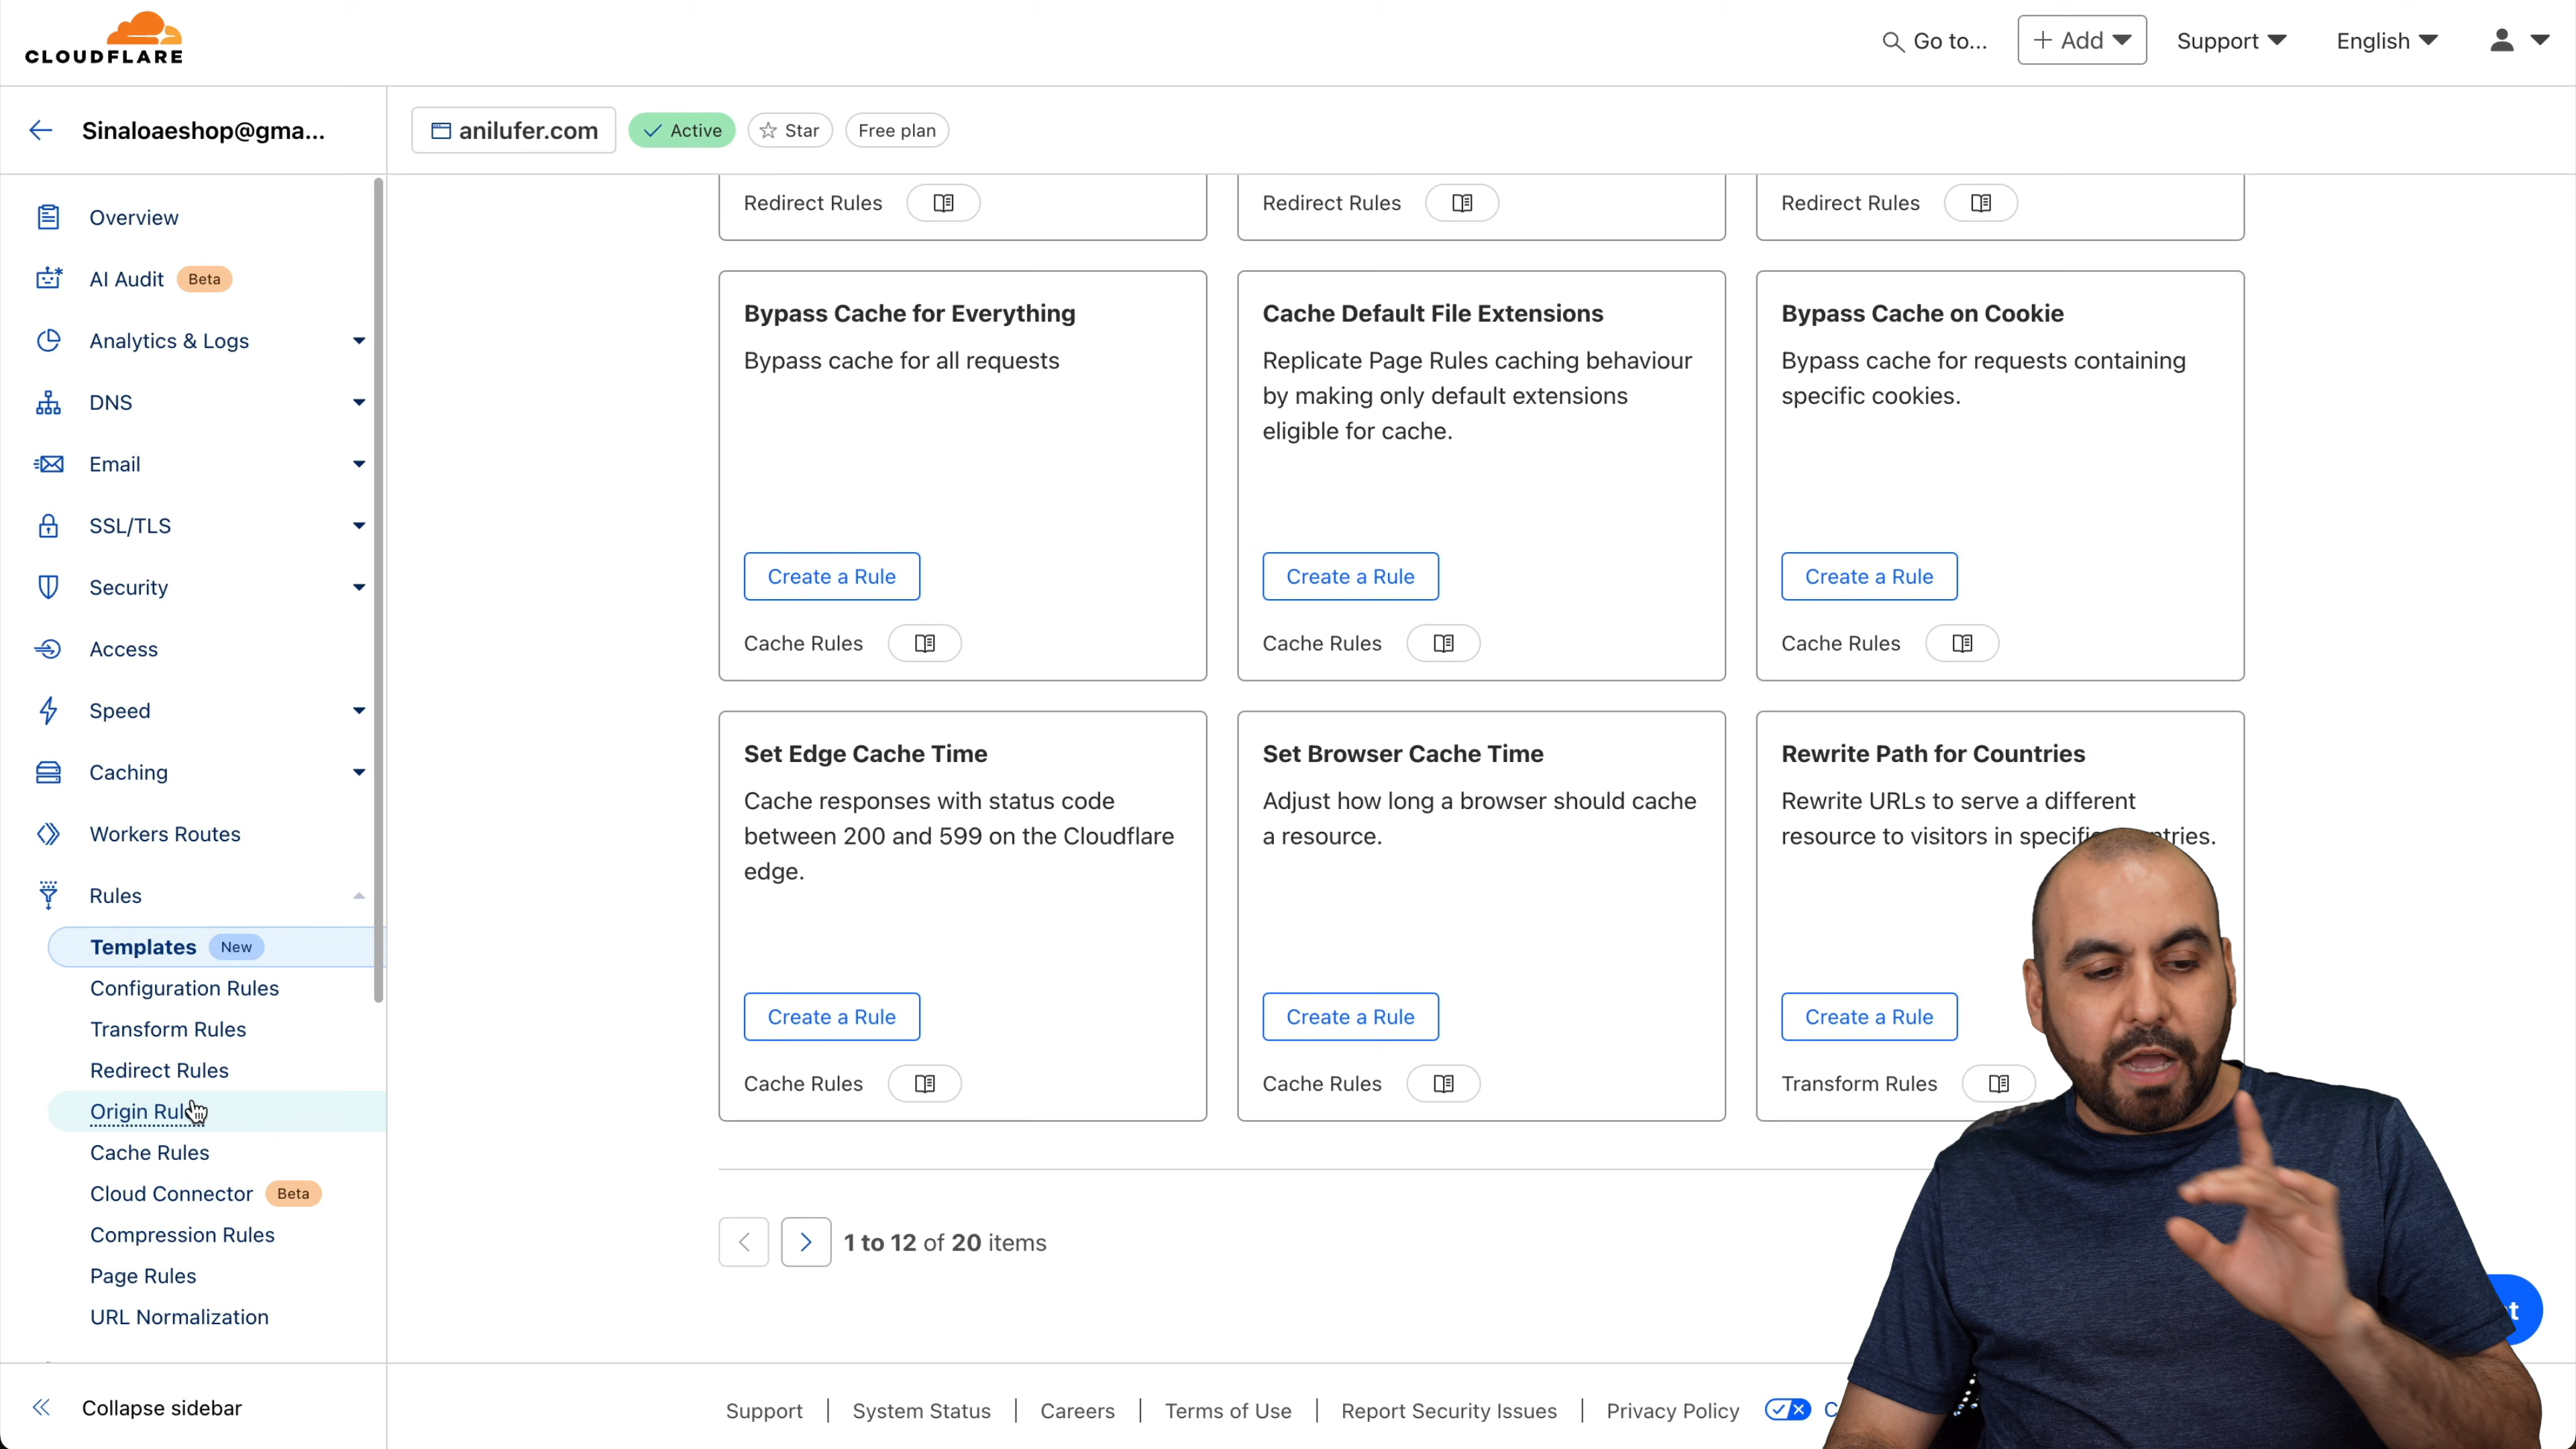 CLOUDFLARE
Go to...
Add
Support
English
Sinaloaeshop@gma...
anilufer.com
Active
Star
Free plan
Overview
AI Audit Beta
Analytics & Logs
DNS
Email
SSL/TLS
Security
Access
Speed
Caching
Workers Routes
Rules
Templates New
Configuration Rules
Transform Rules
Redirect Rules
Origin Rul
Cache Rules
Cloud Connector Beta
Compression Rules
Page Rules
URL Normalization
Collapse sidebar
Redirect Rules
Redirect Rules
Redirect Rules
Bypass Cache for Everything
Bypass cache for all requests
Create a Rule
Cache Rules
Cache Default File Extensions
Replicate Page Rules caching behaviour
by making only default extensions
eligible for cache.
Create a Rule
Cache Rules
Bypass Cache on Cookie
Bypass cache for requests containing
specific cookies.
Create a Rule
Cache Rules
Set Edge Cache Time
Cache responses with status code
between 200 and 599 on the Cloudflare
edge.
Create a Rule
Cache Rules
Set Browser Cache Time
Adjust how long a browser should cache
a resource.
Create a Rule
Cache Rules
Rewrite Path for Countries
Rewrite URLs to serve a different
resource to visitors in specific
Create a Rule
Transform Rules
1 to 12 of 20 items
Support
System Status
Careers
Terms of Use
Report Security Issues
Privacy Policy